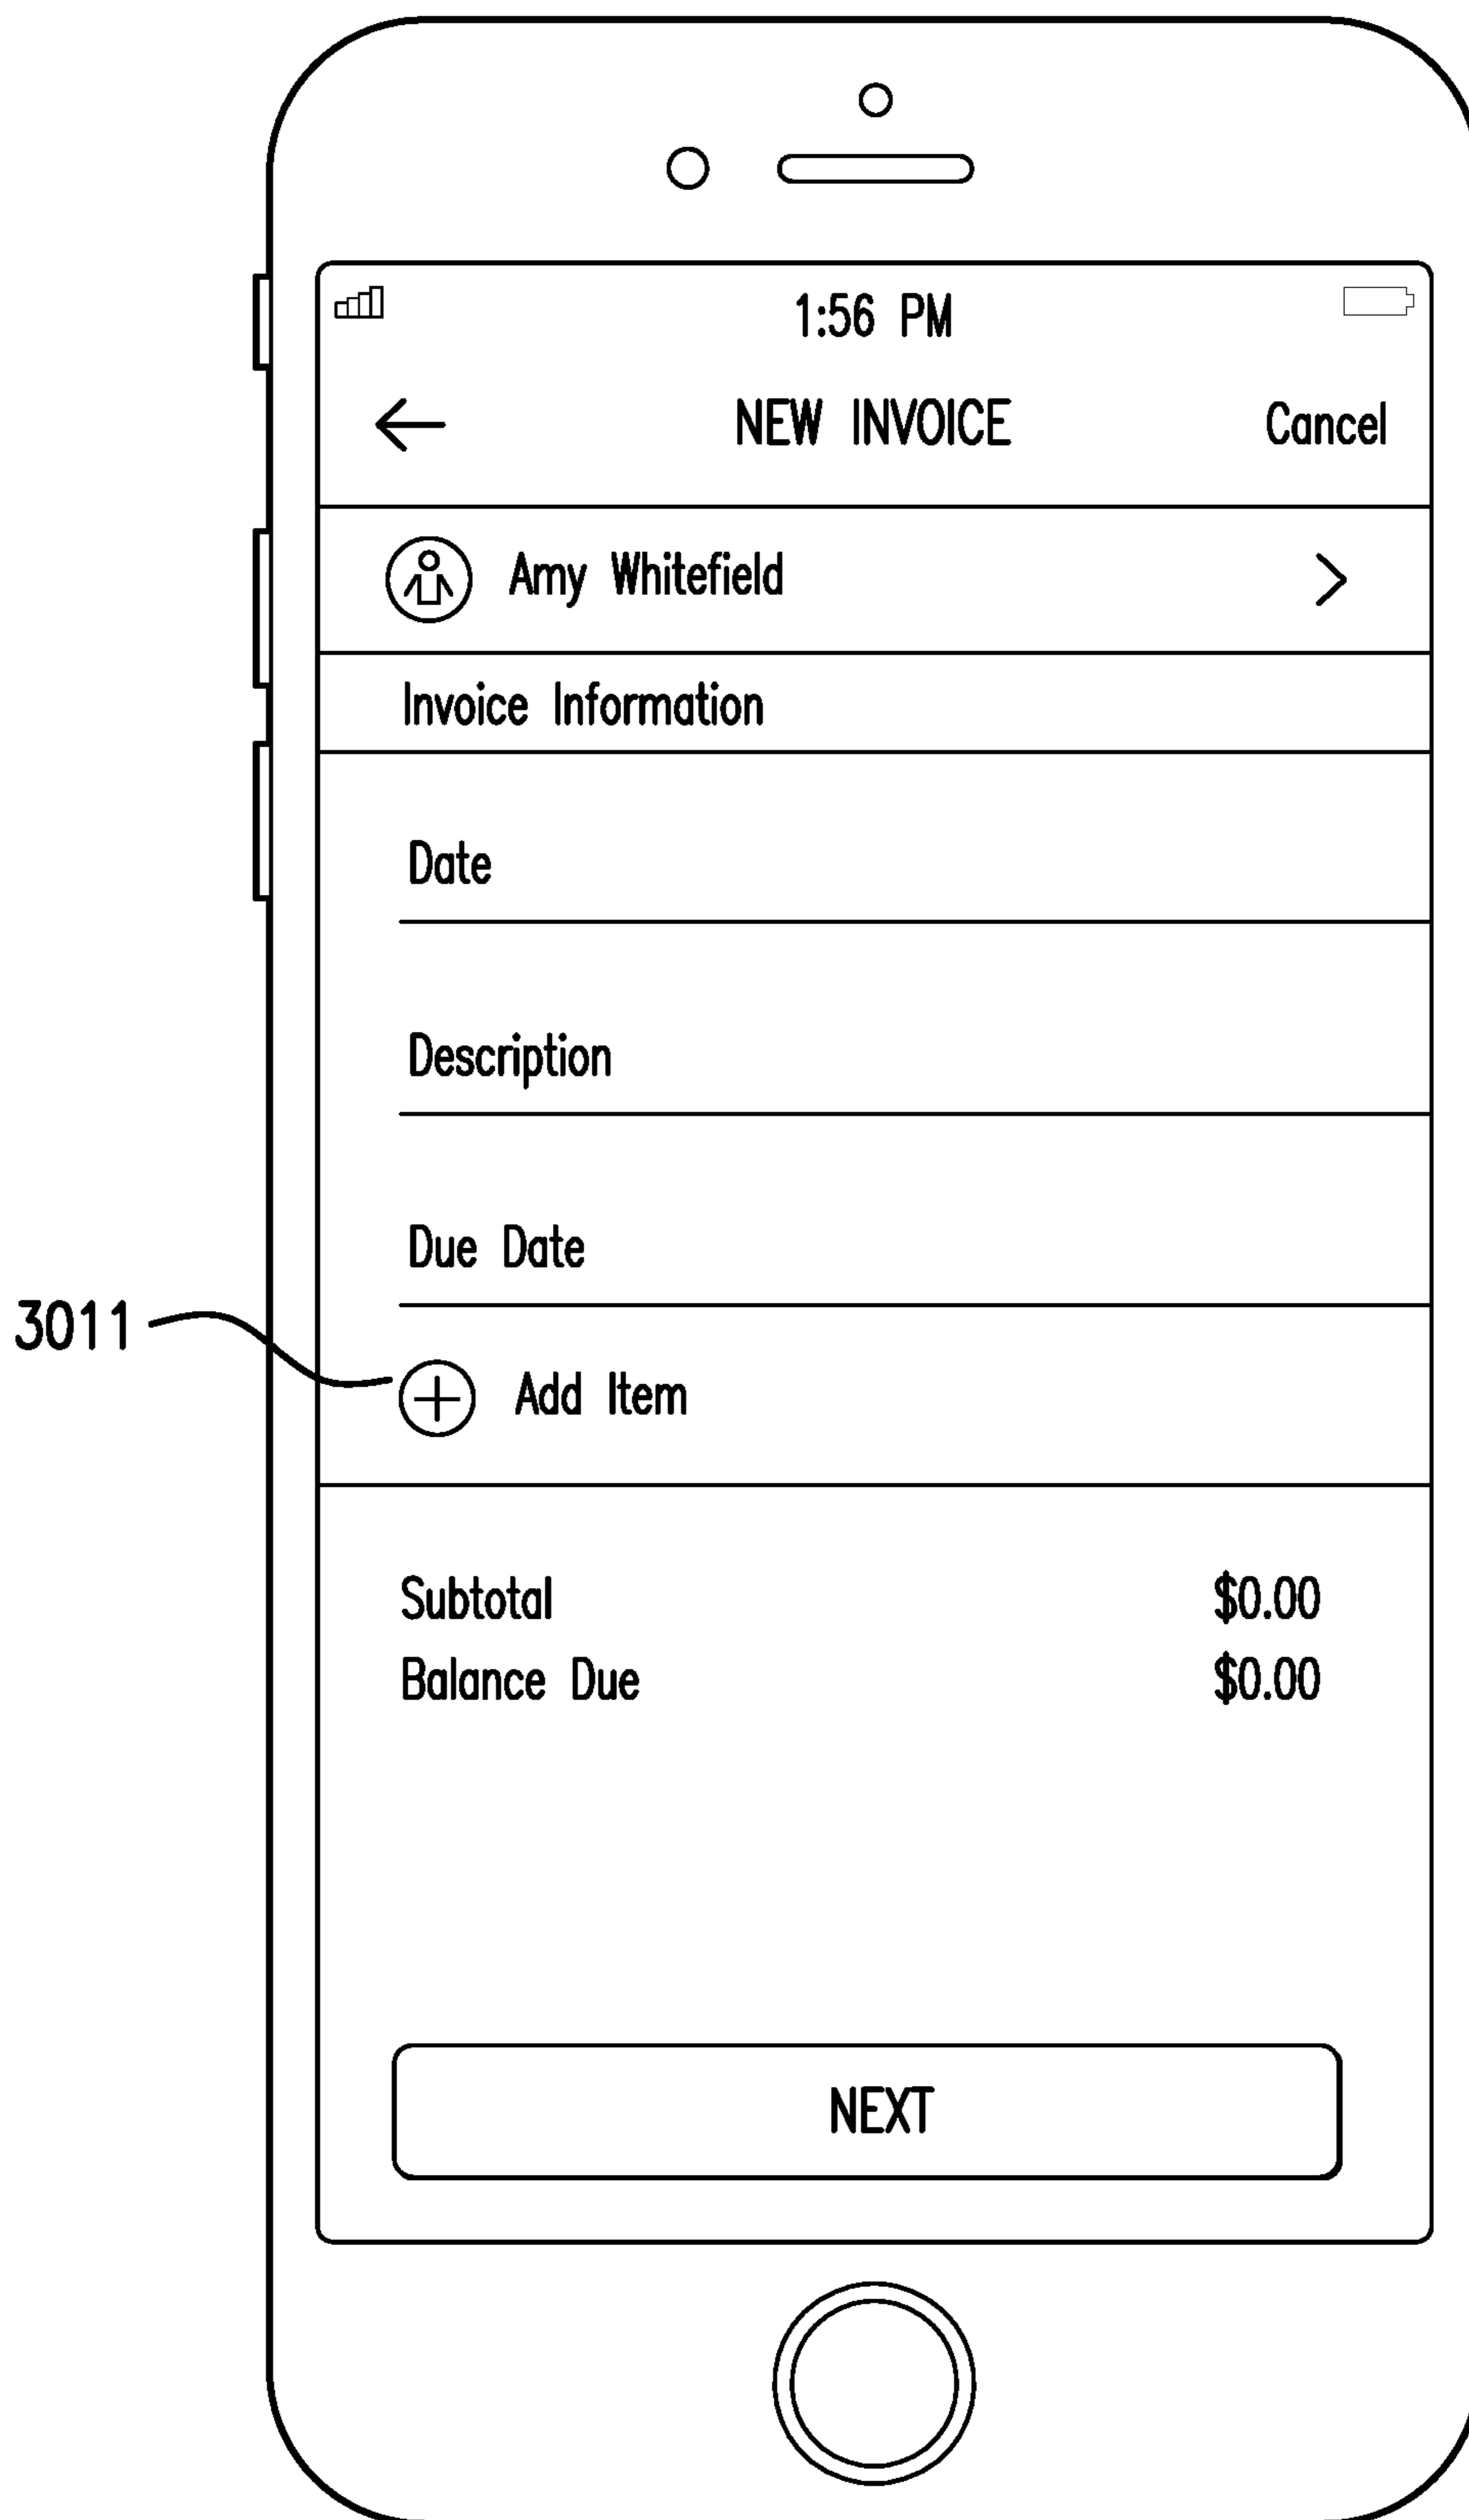 1:56 PM
NEW INVOICE Cancel
Amy Whitefield
Invoice Information
Date
Description
Due Date
3011
Add Item
Subtotal $0.00
Balance Due $0.00
NEXT